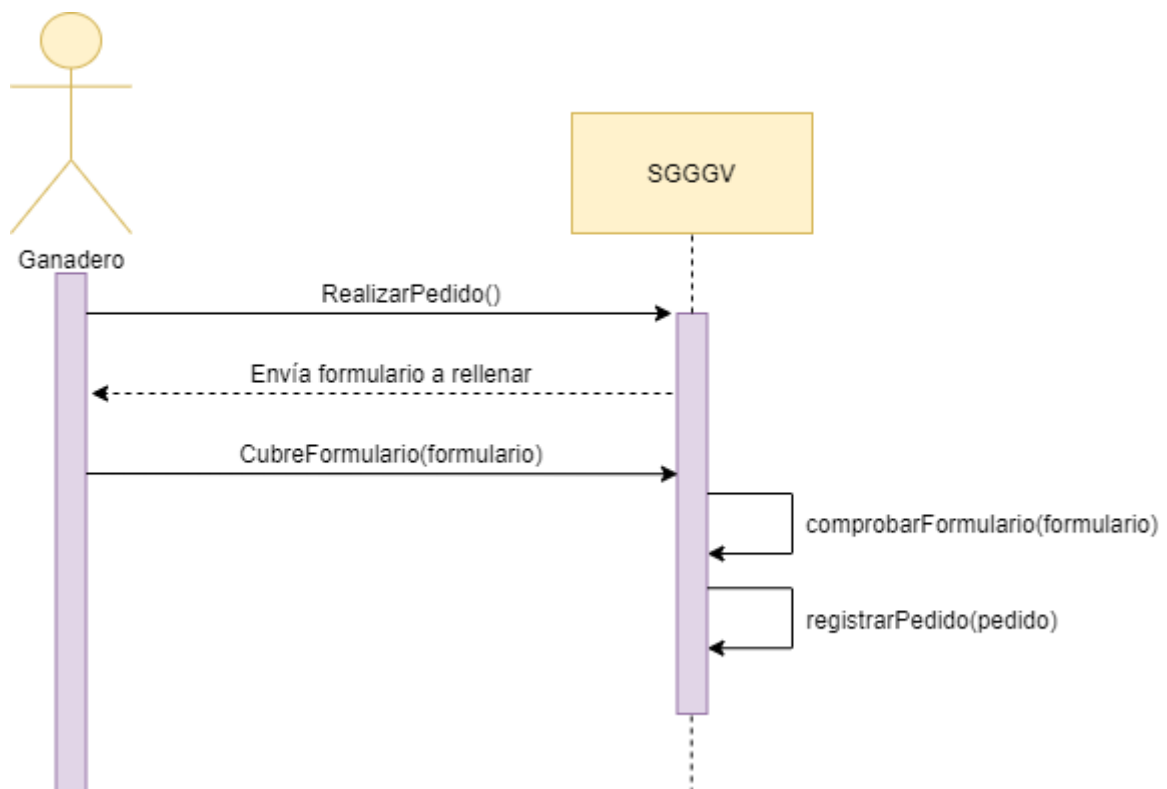 SGGGV
Ganadero
RealizarPedido()
Envía formulario a rellenar
CubreFormulario(formulario)
comprobarFormulario(formulario)
registrarPedido(pedido)